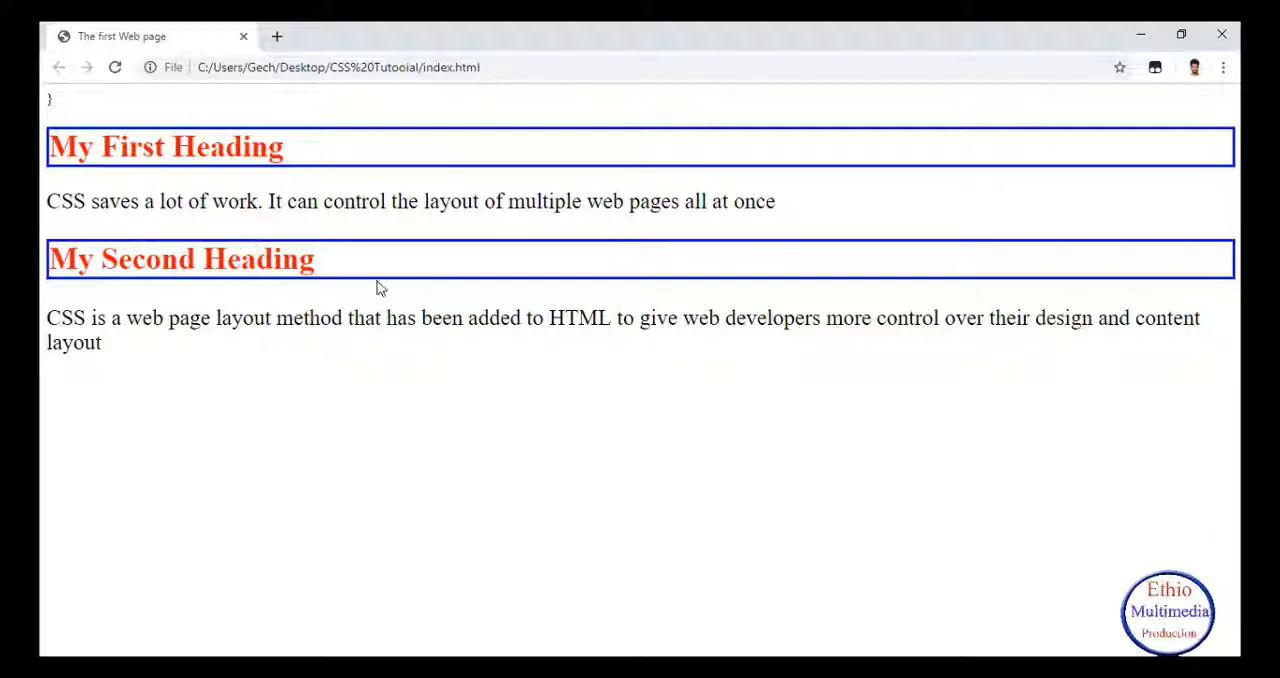 The first Web page
File C:/Users/Gech/Desktop/CSS%20Tutooial/index.html
}
My First Heading
CSS saves a lot of work. It can control the layout of multiple web pages all at once
My Second Heading
CSS is a web page layout method that has been added to HTML to give web developers more control over their design and content
layout
Ethio
Multimedia
Production